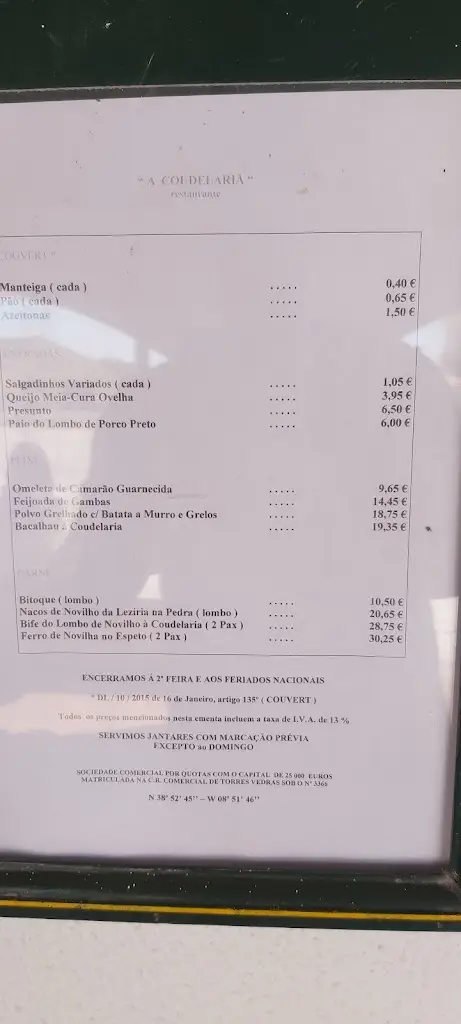 " A COUDELARIA "
restaurante
COUVERT *
Manteiga ( cada ) ..... 0,40 €
Pão ( cada ) ..... 0,65 €
Azeitonas ..... 1,50 €
ENTRADAS
Salgadinhos Variados ( cada ) ..... 1,05 €
Queijo Meia-Cura Ovelha ..... 3,95 €
Presunto ..... 6,50 €
Paio do Lombo de Porco Preto ..... 6,00 €
PEIXE
Omeleta de Camarão Guarnecida ..... 9,65 €
Feijoada de Gambas ..... 14,45 €
Polvo Grelhado c/ Batata a Murro e Grelos ..... 18,75 €
Bacalhau à Coudelaria ..... 19,35 €
CARNE
Bitoque ( lombo ) ..... 10,50 €
Nacos de Novilho da Lezíria na Pedra ( lombo ) ..... 20,65 €
Bife do Lombo de Novilho à Coudelaria ( 2 Pax ) ..... 28,75 €
Ferro de Novilha no Espeto ( 2 Pax ) ..... 30,25 €
ENCERRAMOS À 2ª FEIRA E AOS FERIADOS NACIONAIS
* DL / 10 / 2015 de 16 de Janeiro, artigo 135º ( COUVERT )
Todos os preços mencionados nesta ementa incluem a taxa de I.V.A. de 13 %
SERVIMOS JANTARES COM MARCAÇÃO PRÉVIA
EXCEPTO ao DOMINGO
SOCIEDADE COMERCIAL POR QUOTAS COM O CAPITAL DE 25 000 EUROS
MATRICULADA NA C.R. COMERCIAL DE TORRES VEDRAS SOB O Nº 3366
N 38º 52' 45'' – W 08º 51' 46''